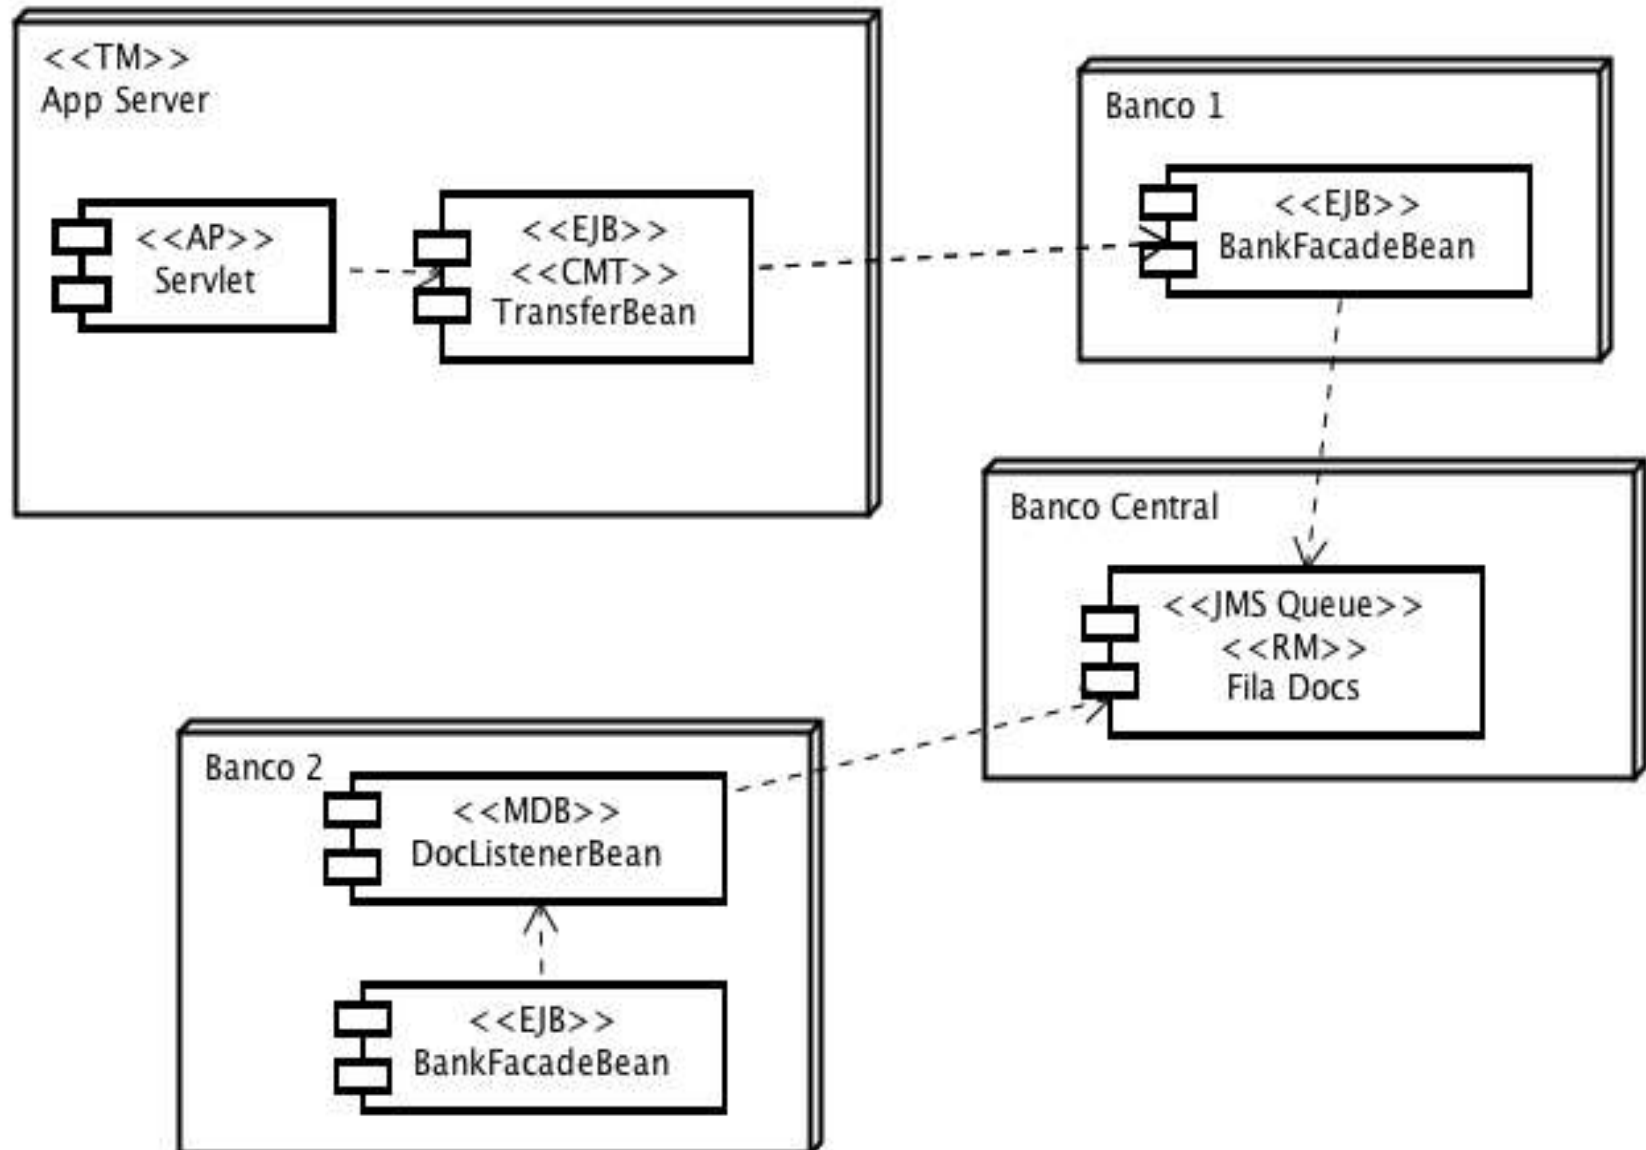 <<TM>>
App Server
<<AP>>
Servlet
<<EJB>>
<<CMT>>
TransferBean
Banco 1
<<EJB>>
BankFacadeBean
Banco Central
<<JMS Queue>>
<<RM>>
Fila Docs
Banco 2
<<MDB>>
DocListenerBean
<<EJB>>
BankFacadeBean